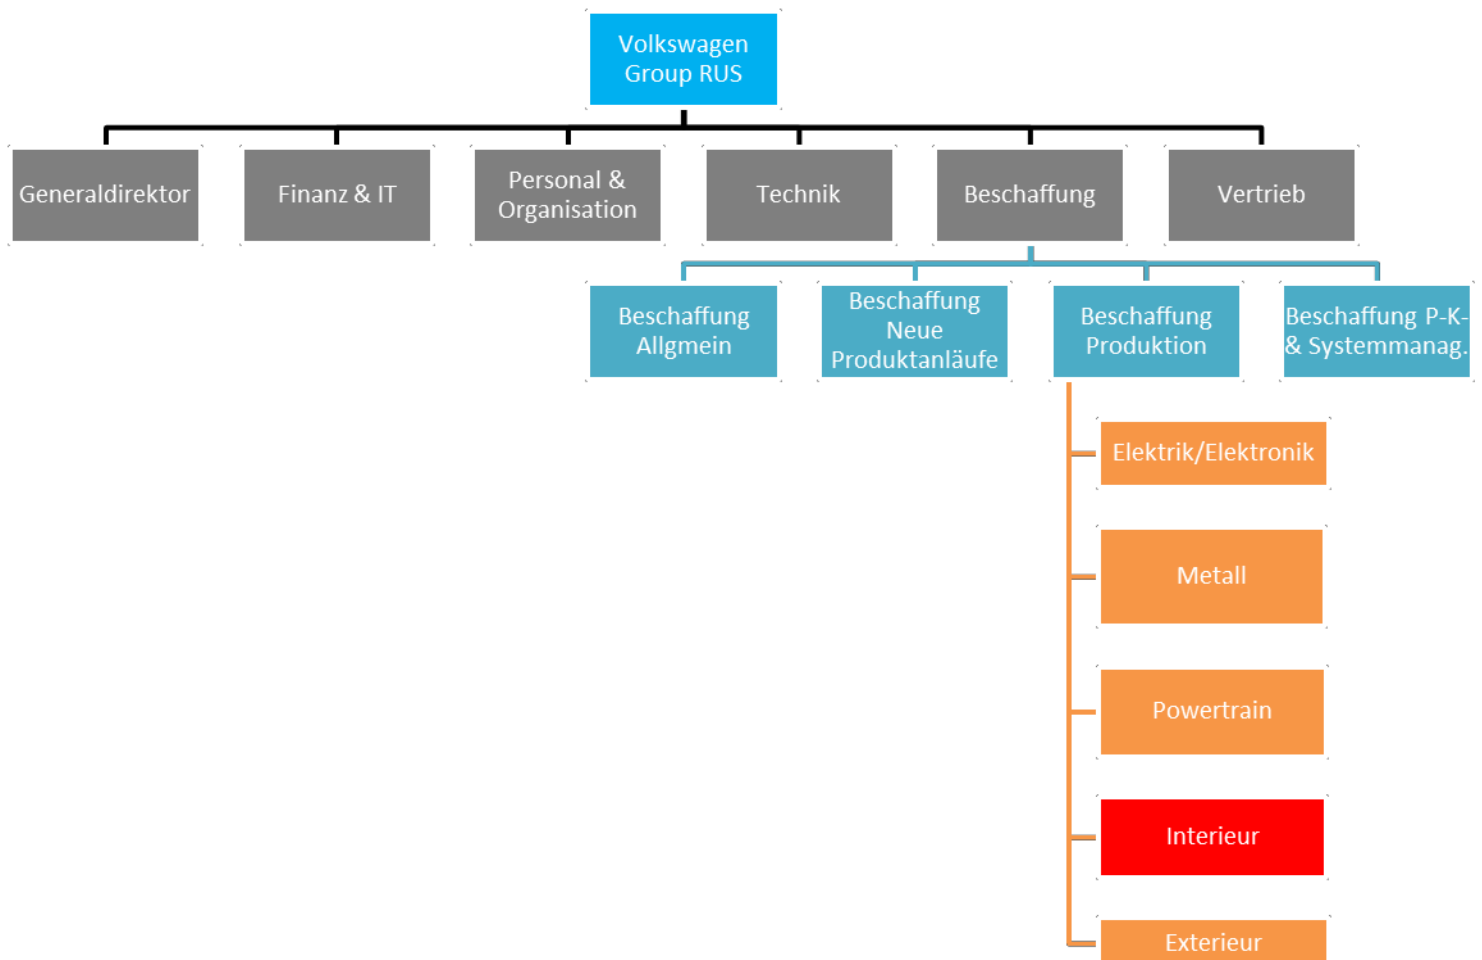 Volkswagen
Group RUS
Generaldirektor
Finanz & IT
Personal &
Organisation
Technik
Beschaffung
Vertrieb
Beschaffung
Allgmein
Beschaffung
Neue
Produktanläufe
Beschaffung
Produktion
Beschaffung P-K-
& Systemmanag.
Elektrik/Elektronik
Metall
Powertrain
Interieur
Exterieur